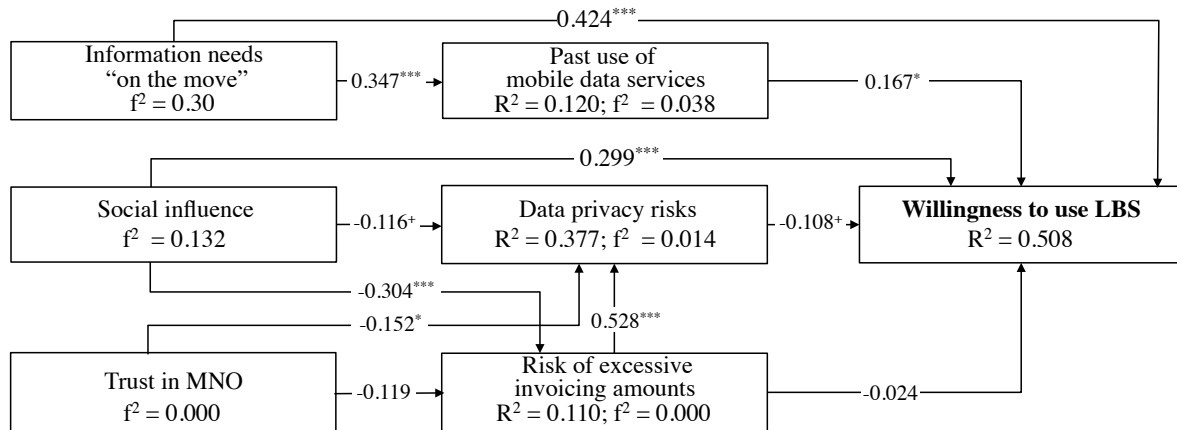 0.424***
Information needs
“on the move”
f² = 0.30
0.347***
Past use of
mobile data services
R² = 0.120; f² = 0.038
0.167*
0.299***
Social influence
f² = 0.132
-0.116⁺
Data privacy risks
R² = 0.377; f² = 0.014
-0.108⁺
Willingness to use LBS
R² = 0.508
-0.304***
-0.152*
0.528***
Trust in MNO
f² = 0.000
-0.119
Risk of excessive
invoicing amounts
R² = 0.110; f² = 0.000
-0.024